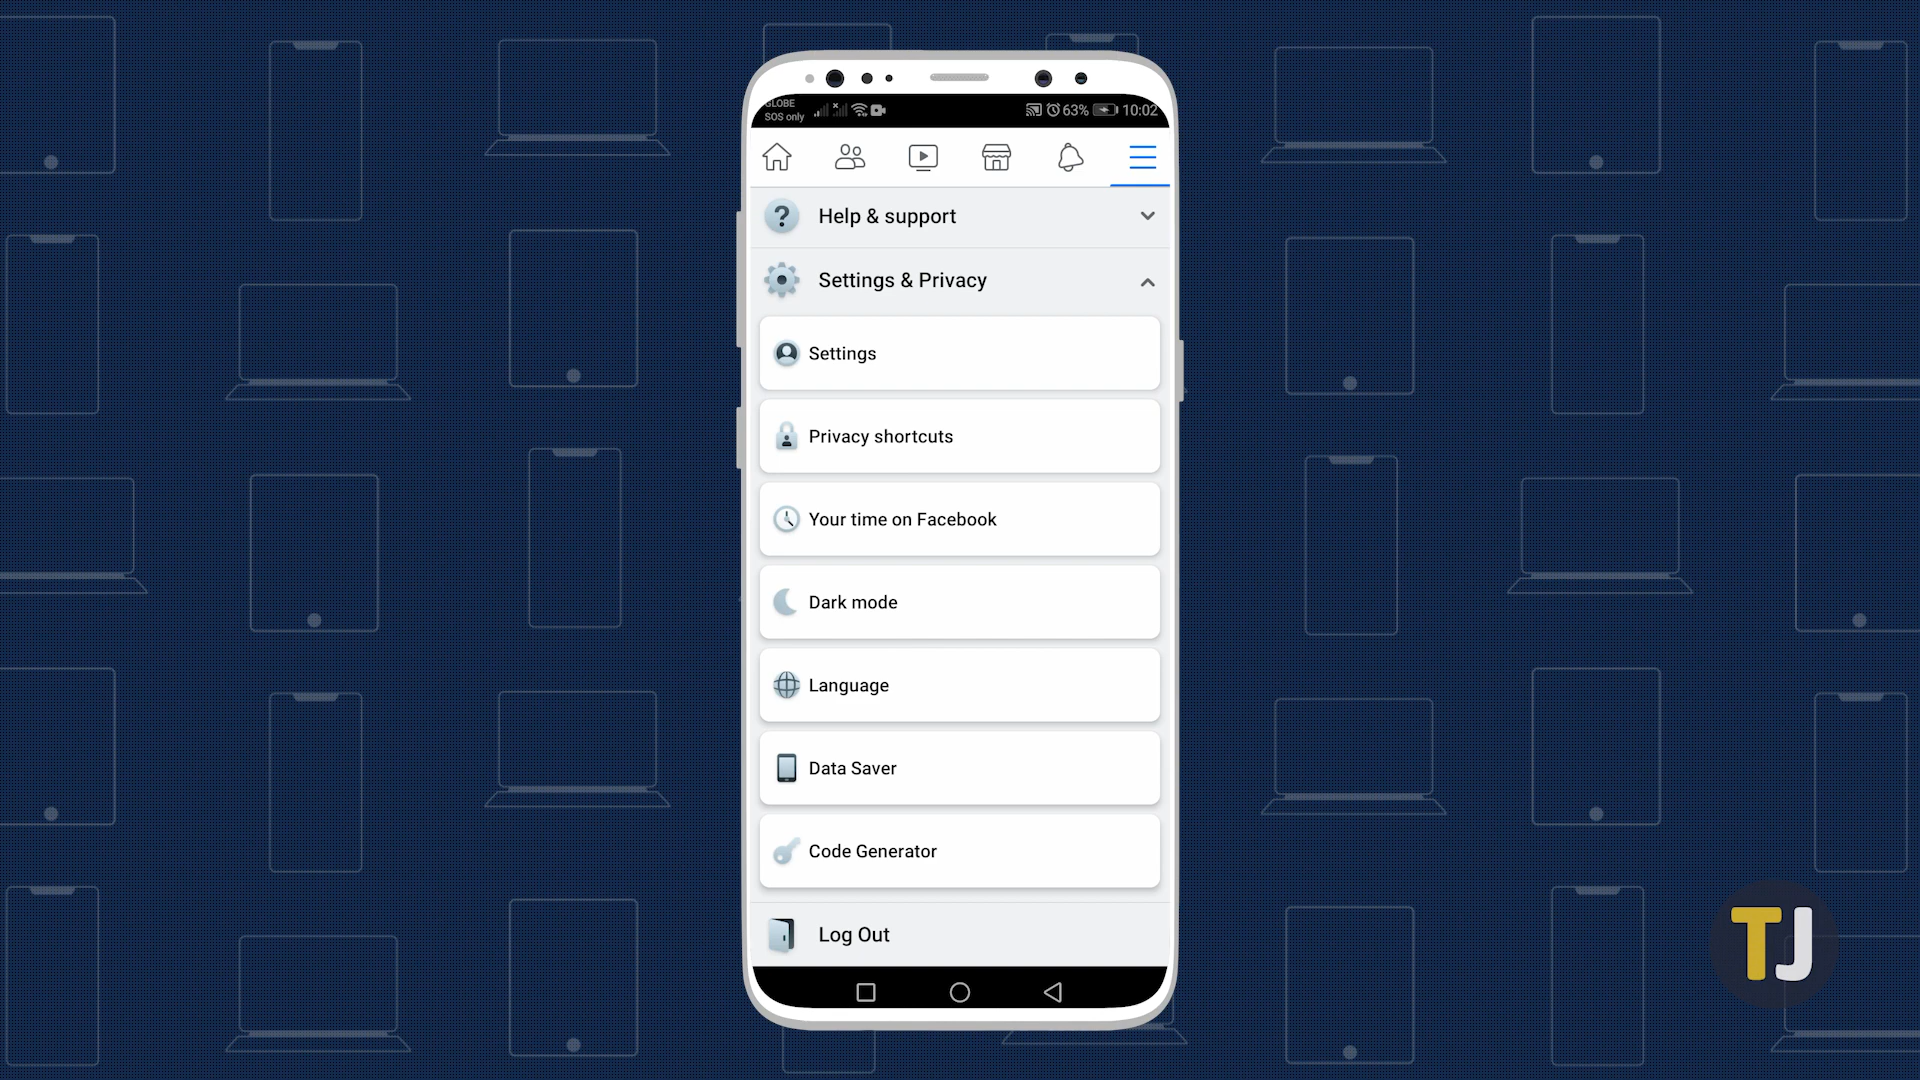 GLOBE
SOS only
63% 10:02
Help & support
Settings & Privacy
Settings
Privacy shortcuts
Your time on Facebook
Dark mode
Language
Data Saver
Code Generator
Log Out
TJ